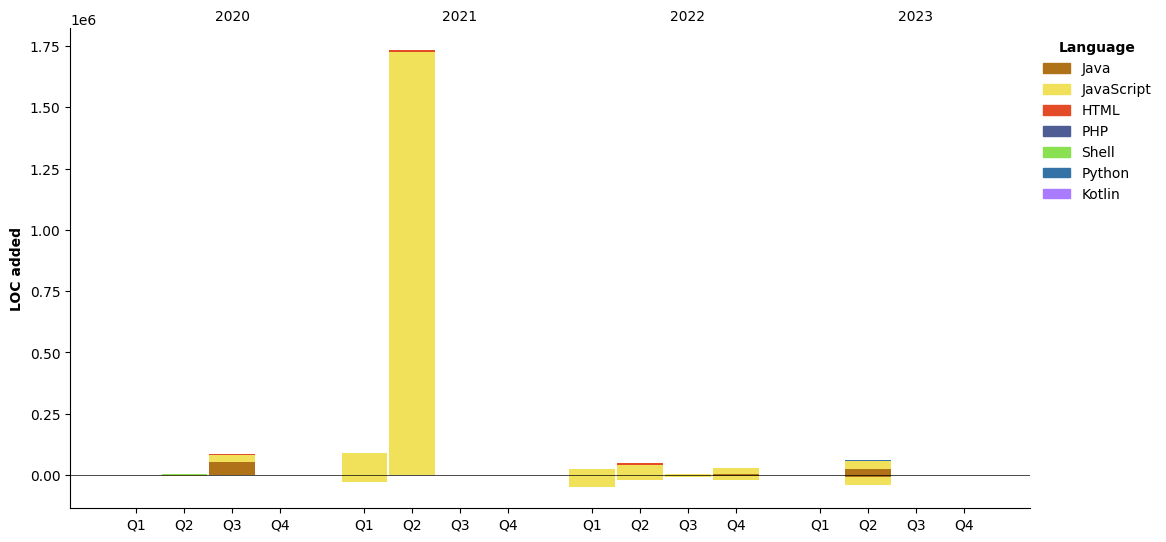 2020 2021 2022 2023
1e6
Language
Java
JavaScript
HTML
PHP
Shell
Python
Kotlin
LOC added
1.75
1.50
1.25
1.00
0.75
0.50
0.25
0.00
Q1 Q2 Q3 Q4 Q1 Q2 Q3 Q4 Q1 Q2 Q3 Q4 Q1 Q2 Q3 Q4